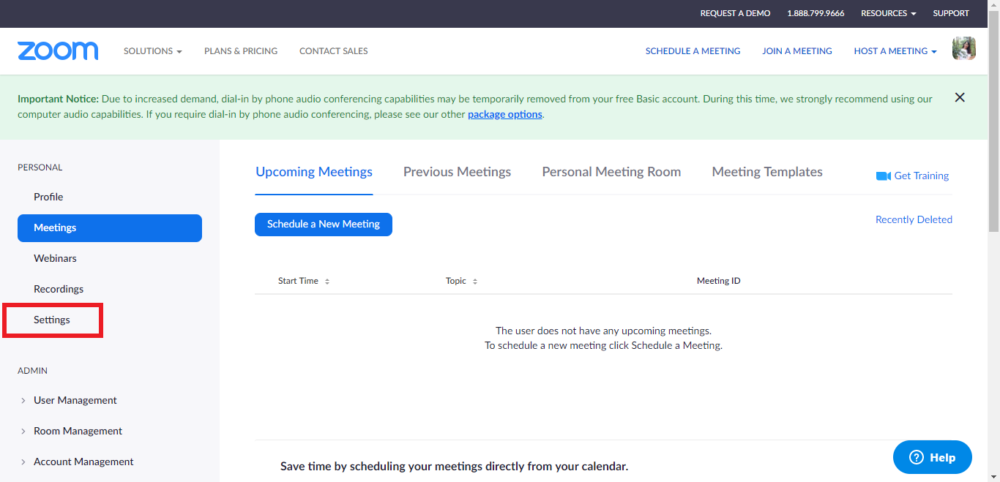 REQUEST A DEMO 1.888.799.9666 RESOURCES SUPPORT
zoom SOLUTIONS PLANS & PRICING CONTACT SALES SCHEDULE A MEETING JOIN A MEETING HOST A MEETING
Important Notice: Due to increased demand, dial-in by phone audio conferencing capabilities may be temporarily removed from your free Basic account. During this time, we strongly recommend using our
computer audio capabilities. If you require dial-in by phone audio conferencing, please see our other package options.
PERSONAL
Profile
Meetings
Webinars
Recordings
Settings
ADMIN
User Management
Room Management
Account Management
Upcoming Meetings Previous Meetings Personal Meeting Room Meeting Templates Get Training
Schedule a New Meeting Recently Deleted
Start Time Topic Meeting ID
The user does not have any upcoming meetings.
To schedule a new meeting click Schedule a Meeting.
Save time by scheduling your meetings directly from your calendar.
Help